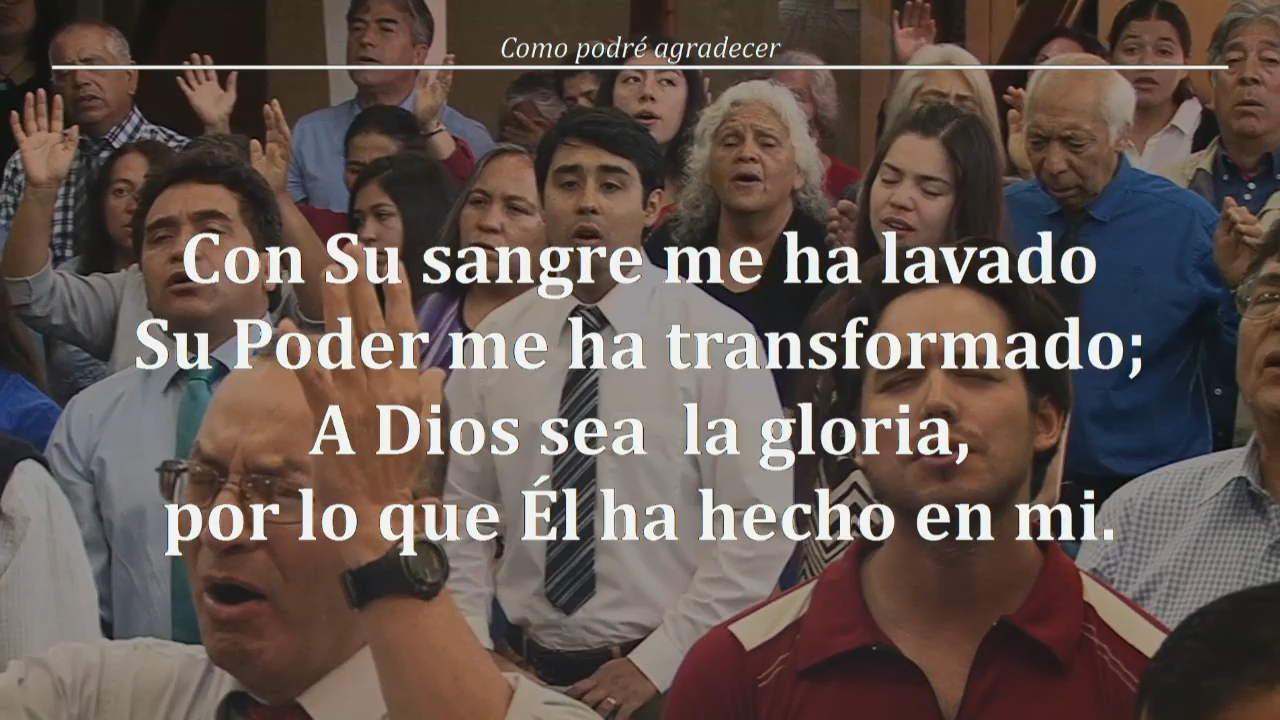 Como podré agradecer
Con Su sangre me ha lavado
Su Poder me ha transformado;
A Dios sea  la gloria,
por lo que Él ha hecho en mi.